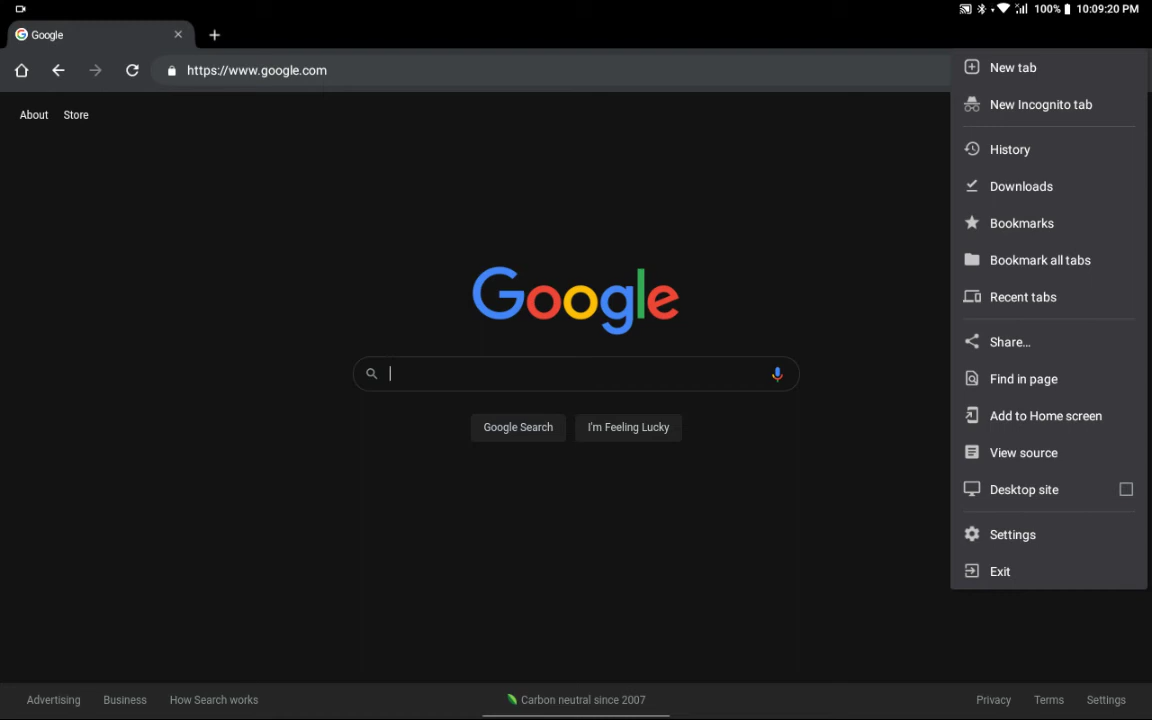 100% 10:09:20 PM
Google
https://www.google.com
About Store
New tab
New Incognito tab
History
Downloads
Bookmarks
Bookmark all tabs
Recent tabs
Share...
Find in page
Add to Home screen
View source
Desktop site
Settings
Exit
Google
Google Search I'm Feeling Lucky
Advertising Business How Search works Carbon neutral since 2007 Privacy Terms Settings